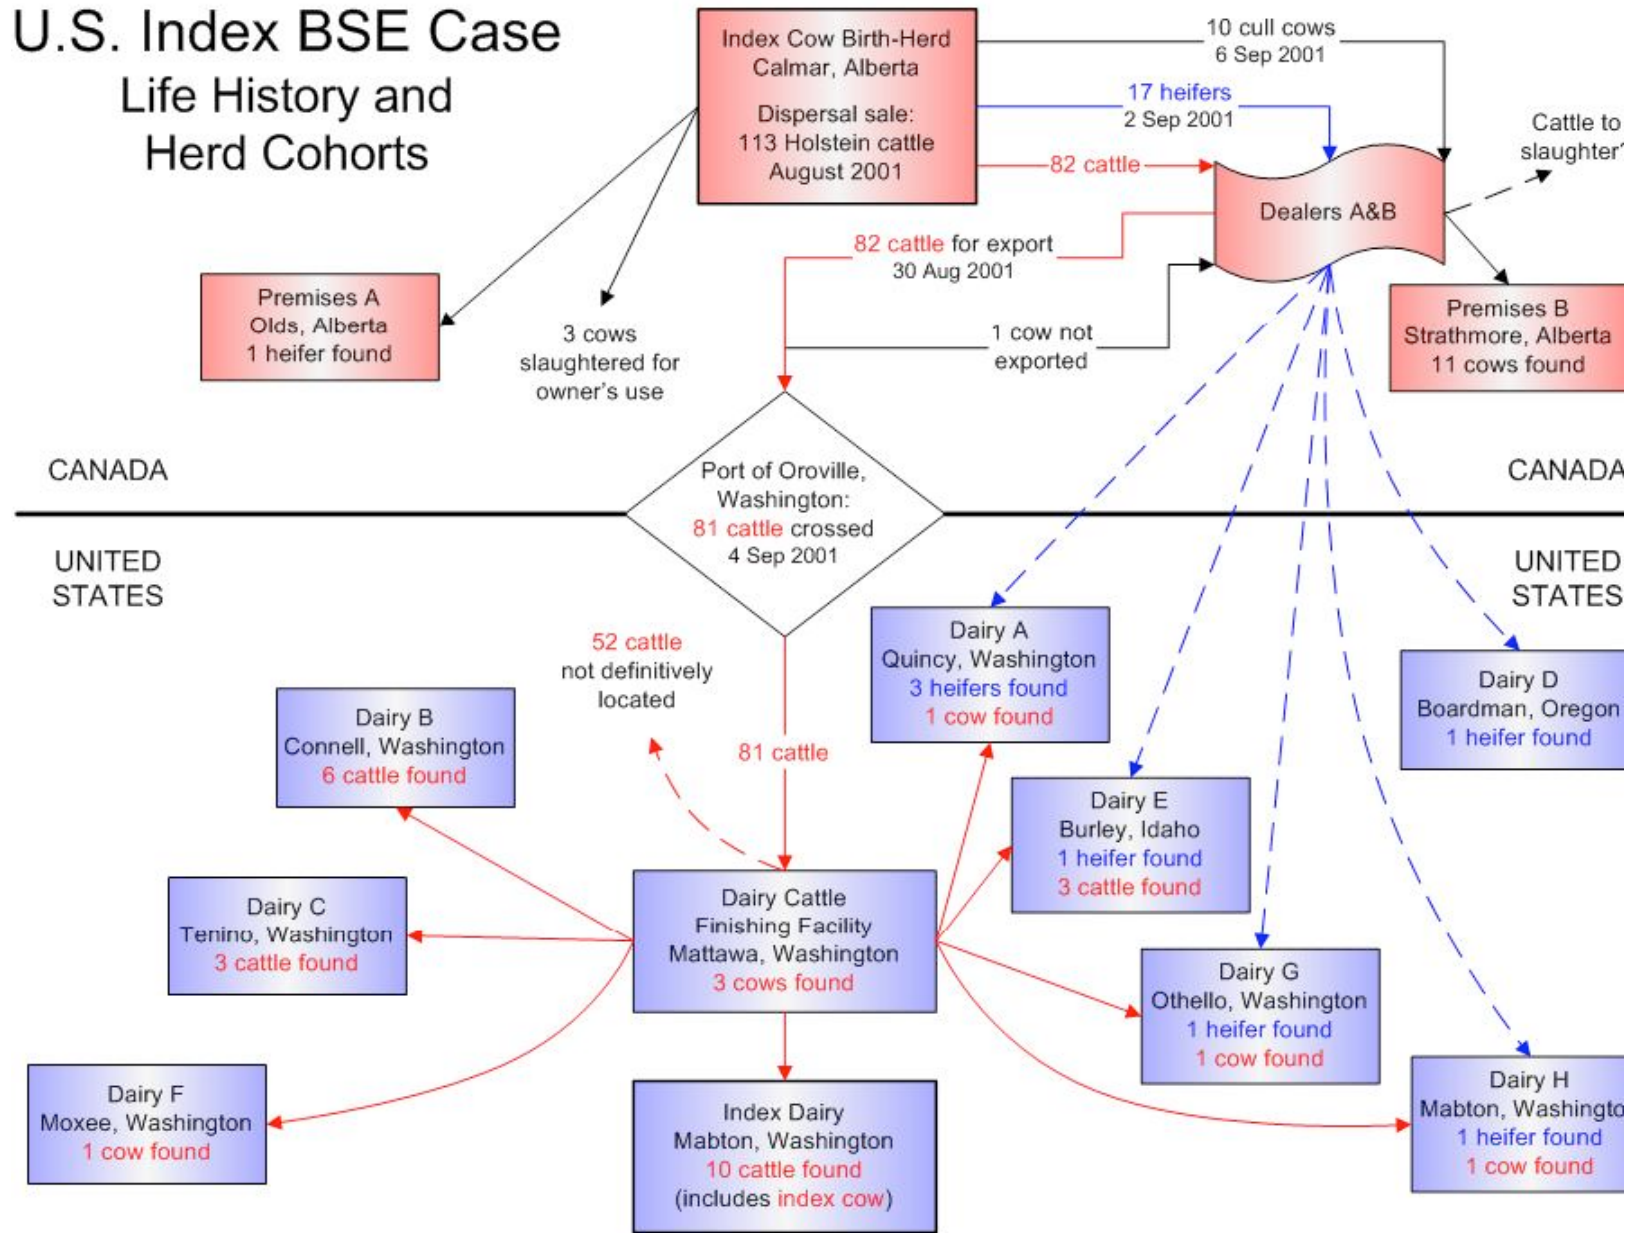 U.S. Index BSE Case
Life History and
Herd Cohorts
Index Cow Birth-Herd
Calmar, Alberta
Dispersal sale:
113 Holstein cattle
August 2001
10 cull cows
6 Sep 2001
17 heifers
2 Sep 2001
82 cattle
Cattle to
slaughter?
Dealers A&B
82 cattle for export
30 Aug 2001
Premises A
Olds, Alberta
1 heifer found
3 cows
slaughtered for
owner's use
1 cow not
exported
Premises B
Strathmore, Alberta
11 cows found
CANADA
CANADA
Port of Oroville,
Washington:
81 cattle crossed
4 Sep 2001
UNITED
STATES
UNITED
STATES
52 cattle
not definitively
located
81 cattle
Dairy A
Quincy, Washington
3 heifers found
1 cow found
Dairy D
Boardman, Oregon
1 heifer found
Dairy B
Connell, Washington
6 cattle found
Dairy E
Burley, Idaho
1 heifer found
3 cattle found
Dairy C
Tenino, Washington
3 cattle found
Dairy Cattle
Finishing Facility
Mattawa, Washington
3 cows found
Dairy G
Othello, Washington
1 heifer found
1 cow found
Dairy F
Moxee, Washington
1 cow found
Index Dairy
Mabton, Washington
10 cattle found
(includes index cow)
Dairy H
Mabton, Washingto
1 heifer found
1 cow found